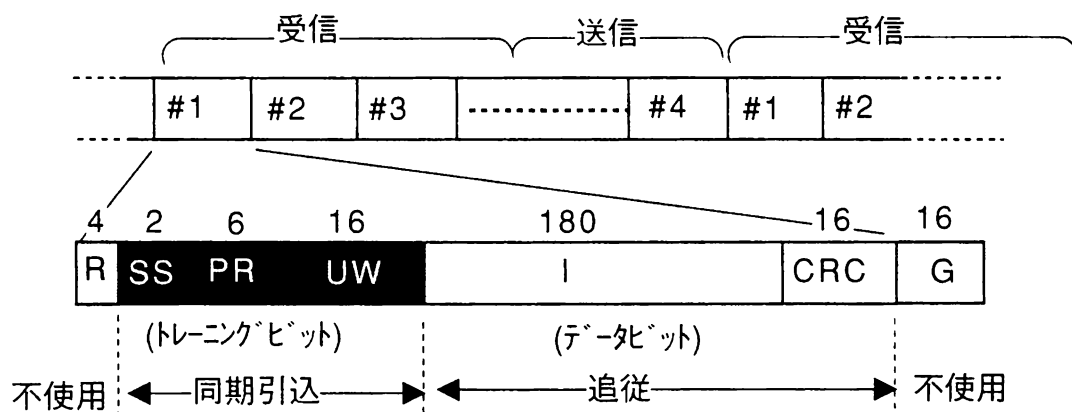 受信 送信 受信
#1 #2 #3 #4 #1 #2
4 2 6 16 180 16 16
R SS PR UW I CRC G
(トレーニングビット) (データビット)
不使用 同期引込 追従 不使用